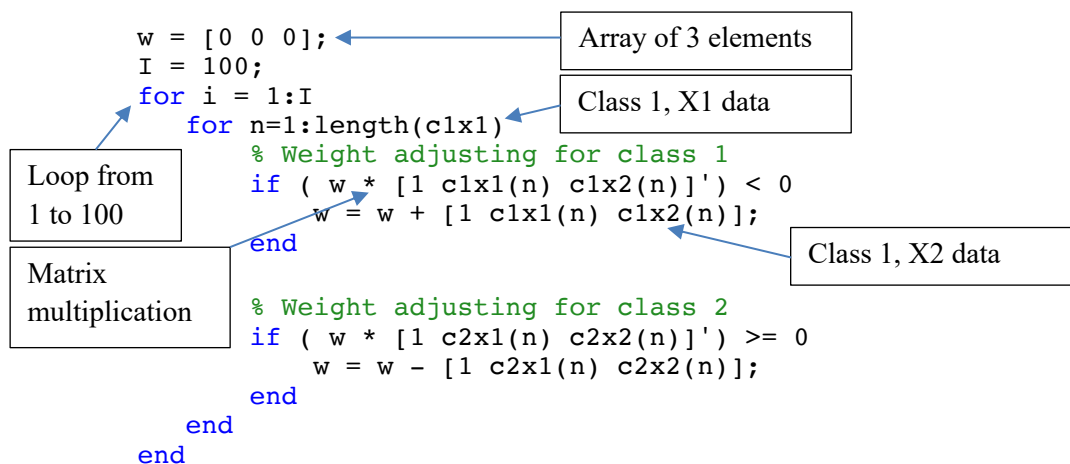 w = [0 0 0];
Array of 3 elements
I = 100;
for i = 1:I
Class 1, X1 data
for n=1:length(c1x1)
% Weight adjusting for class 1
Loop from
1 to 100
if ( w * [1 c1x1(n) c1x2(n)]') < 0
w = w + [1 c1x1(n) c1x2(n)];
end
Class 1, X2 data
Matrix
multiplication
% Weight adjusting for class 2
if ( w * [1 c2x1(n) c2x2(n)]') >= 0
w = w - [1 c2x1(n) c2x2(n)];
end
end
end